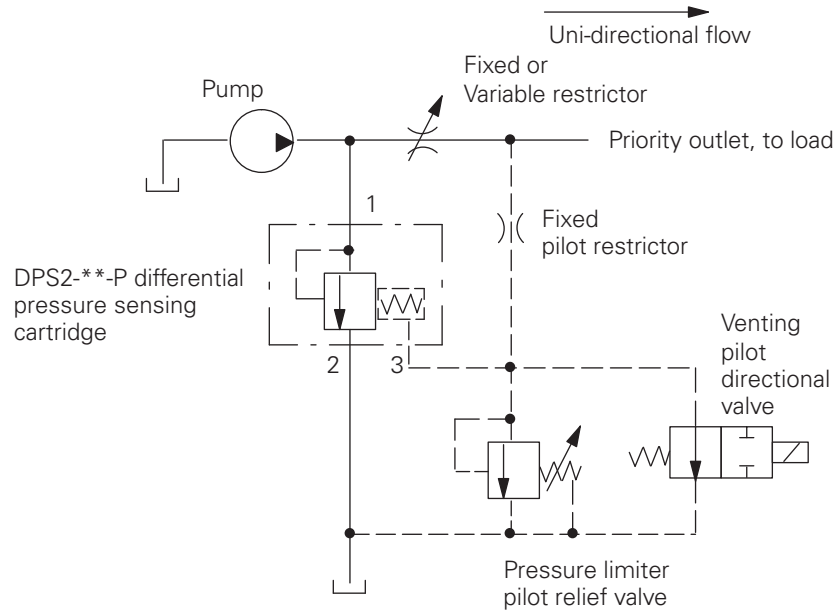 Uni-directional flow
Fixed or
Variable restrictor
Pump
Priority outlet, to load
1
Fixed
pilot restrictor
DPS2-**-P differential
pressure sensing
cartridge
2
3
Venting
pilot
directional
valve
Pressure limiter
pilot relief valve